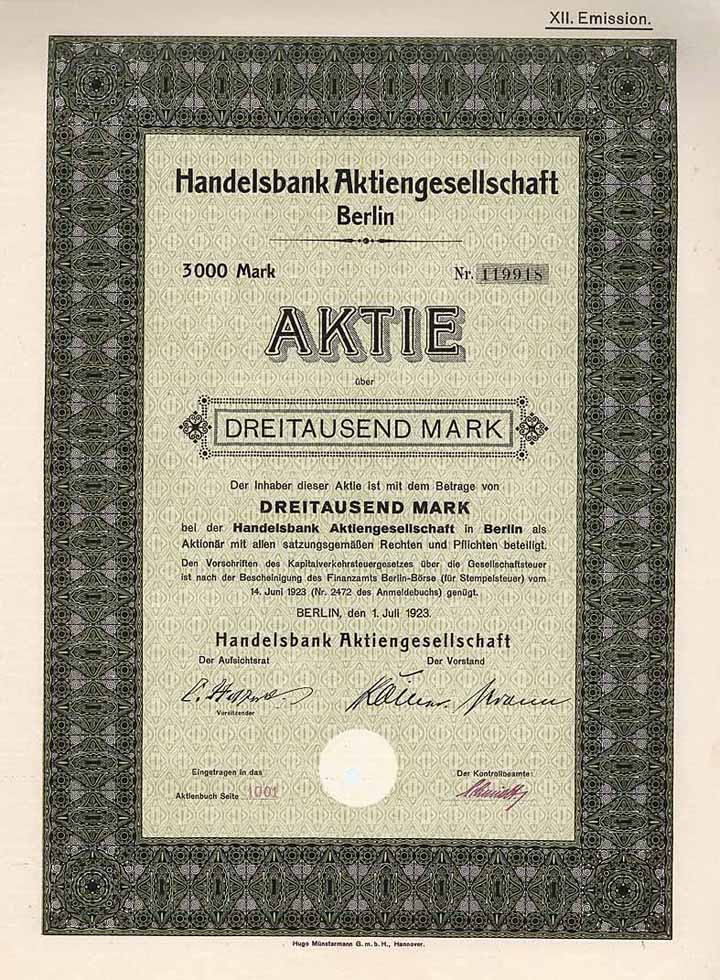 XII. Emission.
Handelsbank Aktiengesellschaft
Berlin
3000 Mark Nr. 119918
AKTIE
über
DREITAUSEND MARK
Der Inhaber dieser Aktie ist mit dem Betrage von
DREITAUSEND MARK
bei der Handelsbank Aktiengesellschaft in Berlin als
Aktionär mit allen satzungsgemäßen Rechten und Pflichten beteiligt.
Den Vorschriften des Kapitalverkehrsteuergesetzes über die Gesellschaftsteuer
ist nach der Bescheinigung des Finanzamts Berlin-Börse (für Stempelsteuer) vom
14. Juni 1923 (Nr. 2472 des Anmeldebuchs) genügt.
BERLIN, den 1. Juli 1923.
Handelsbank Aktiengesellschaft
Der Aufsichtsrat Der Vorstand
Vorsitzender
Eingetragen in das Der Kontrollbeamte:
Aktienbuch Seite 1001
Hugo Münstermann G. m. b. H., Hannover.